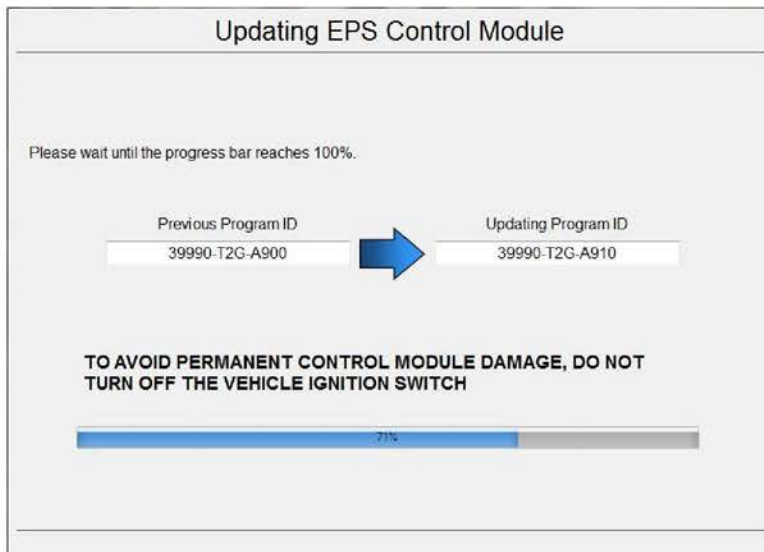 Updating EPS Control Module
Please wait until the progress bar reaches 100%.
Previous Program ID
Updating Program ID
39990-T2G-A900
39990-T2G-A910
TO AVOID PERMANENT CONTROL MODULE DAMAGE, DO NOT
TURN OFF THE VEHICLE IGNITION SWITCH
71%